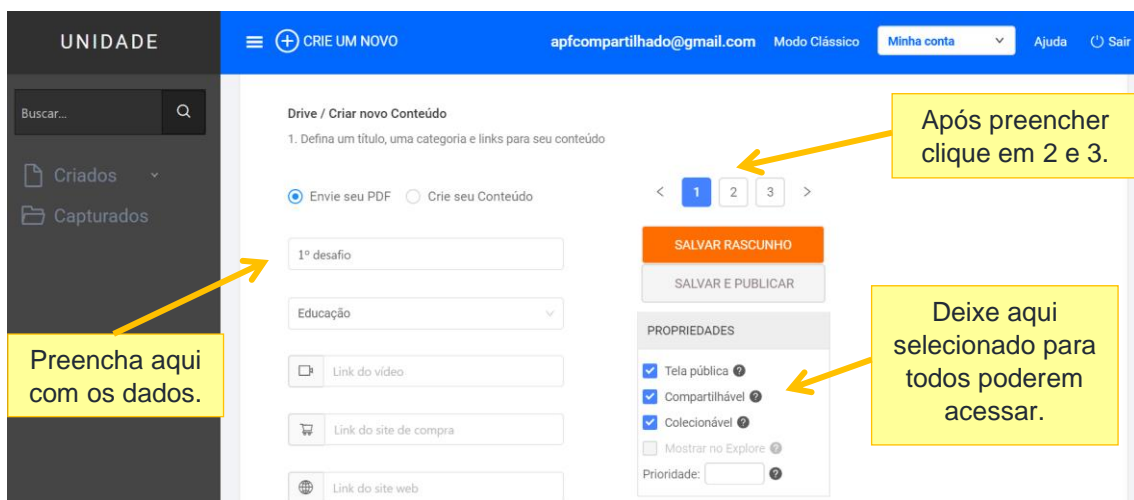 UNIDADE
CRIE UM NOVO
apfcompartilhado@gmail.com
Modo Clássico
Minha conta
Ajuda
Sair
Buscar...
Criados
Capturados
Drive / Criar novo Conteúdo
1. Defina um título, uma categoria e links para seu conteúdo
Envie seu PDF
Crie seu Conteúdo
1º desafio
Educação
Link do vídeo
Link do site de compra
Link do site web
< 1 2 3 >
SALVAR RASCUNHO
SALVAR E PUBLICAR
PROPRIEDADES
Tela pública
Compartilhável
Colecionável
Mostrar no Explore
Prioridade:
Após preencher
clique em 2 e 3.
Preencha aqui
com os dados.
Deixe aqui
selecionado para
todos poderem
acessar.